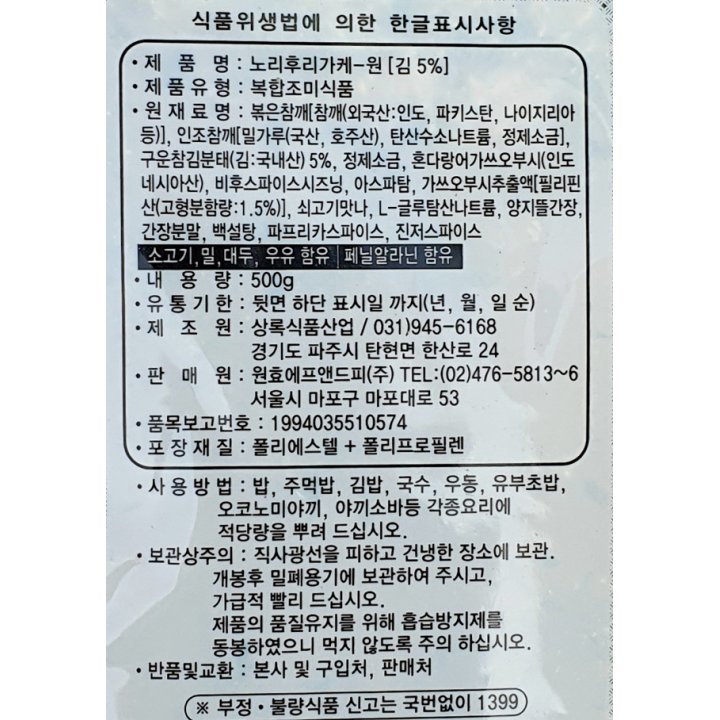 식품위생법에 의한 한글표시사항
· 제 품 명 : 노리후리가케-원 [김 5%]
· 제품유형 : 복합조미식품
· 원재료명 : 볶은참깨[참깨(외국산:인도, 파키스탄, 나이지리아
등)], 인조참깨[밀가루(국산, 호주산), 탄산수소나트륨, 정제소금],
구운참김분태(김:국내산) 5%, 정제소금, 훈다랑어가쓰오부시(인도
네시아산), 비후스파이스시즈닝, 아스파탐, 가쓰오부시추출액[필리핀
산(고형분함량:1.5%)], 쇠고기맛나, L-글루탐산나트륨, 양지뜰간장,
간장분말, 백설탕, 파프리카스파이스, 진저스파이스
소고기, 밀, 대두, 우유 함유 페닐알라닌 함유
· 내 용 량 : 500g
· 유통기한 : 뒷면 하단 표시일 까지(년, 월, 일 순)
· 제 조 원 : 상록식품산업 / 031)945-6168
경기도 파주시 탄현면 한산로 24
· 판 매 원 : 원효에프앤드피(주) TEL:(02)476-5813~6
서울시 마포구 마포대로 53
· 품목보고번호 : 1994035510574
· 포장재질 : 폴리에스텔 + 폴리프로필렌
· 사용방법 : 밥, 주먹밥, 김밥, 국수, 우동, 유부초밥,
오코노미야끼, 야끼소바등 각종요리에
적당량을 뿌려 드십시오.
· 보관상주의 : 직사광선을 피하고 건냉한 장소에 보관.
개봉후 밀폐용기에 보관하여 주시고,
가급적 빨리 드십시오.
제품의 품질유지를 위해 흡습방지제를
동봉하였으니 먹지 않도록 주의 하십시오.
· 반품및교환 : 본사 및 구입처, 판매처
※ 부정·불량식품 신고는 국번없이 1399